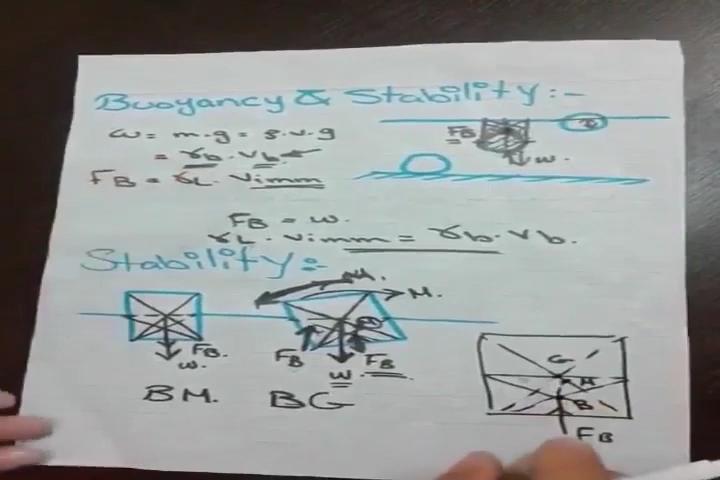 Buoyancy & Stability :-
W = m.g = ρ.v.g
= γb . Vb
FB = γL . Vimm
FB
W.
FB = W.
γL . Vimm = γb . Vb.
Stability :-
M.
FB.
W.
FB
W
FB
BM.
BG
G
M
B
FB